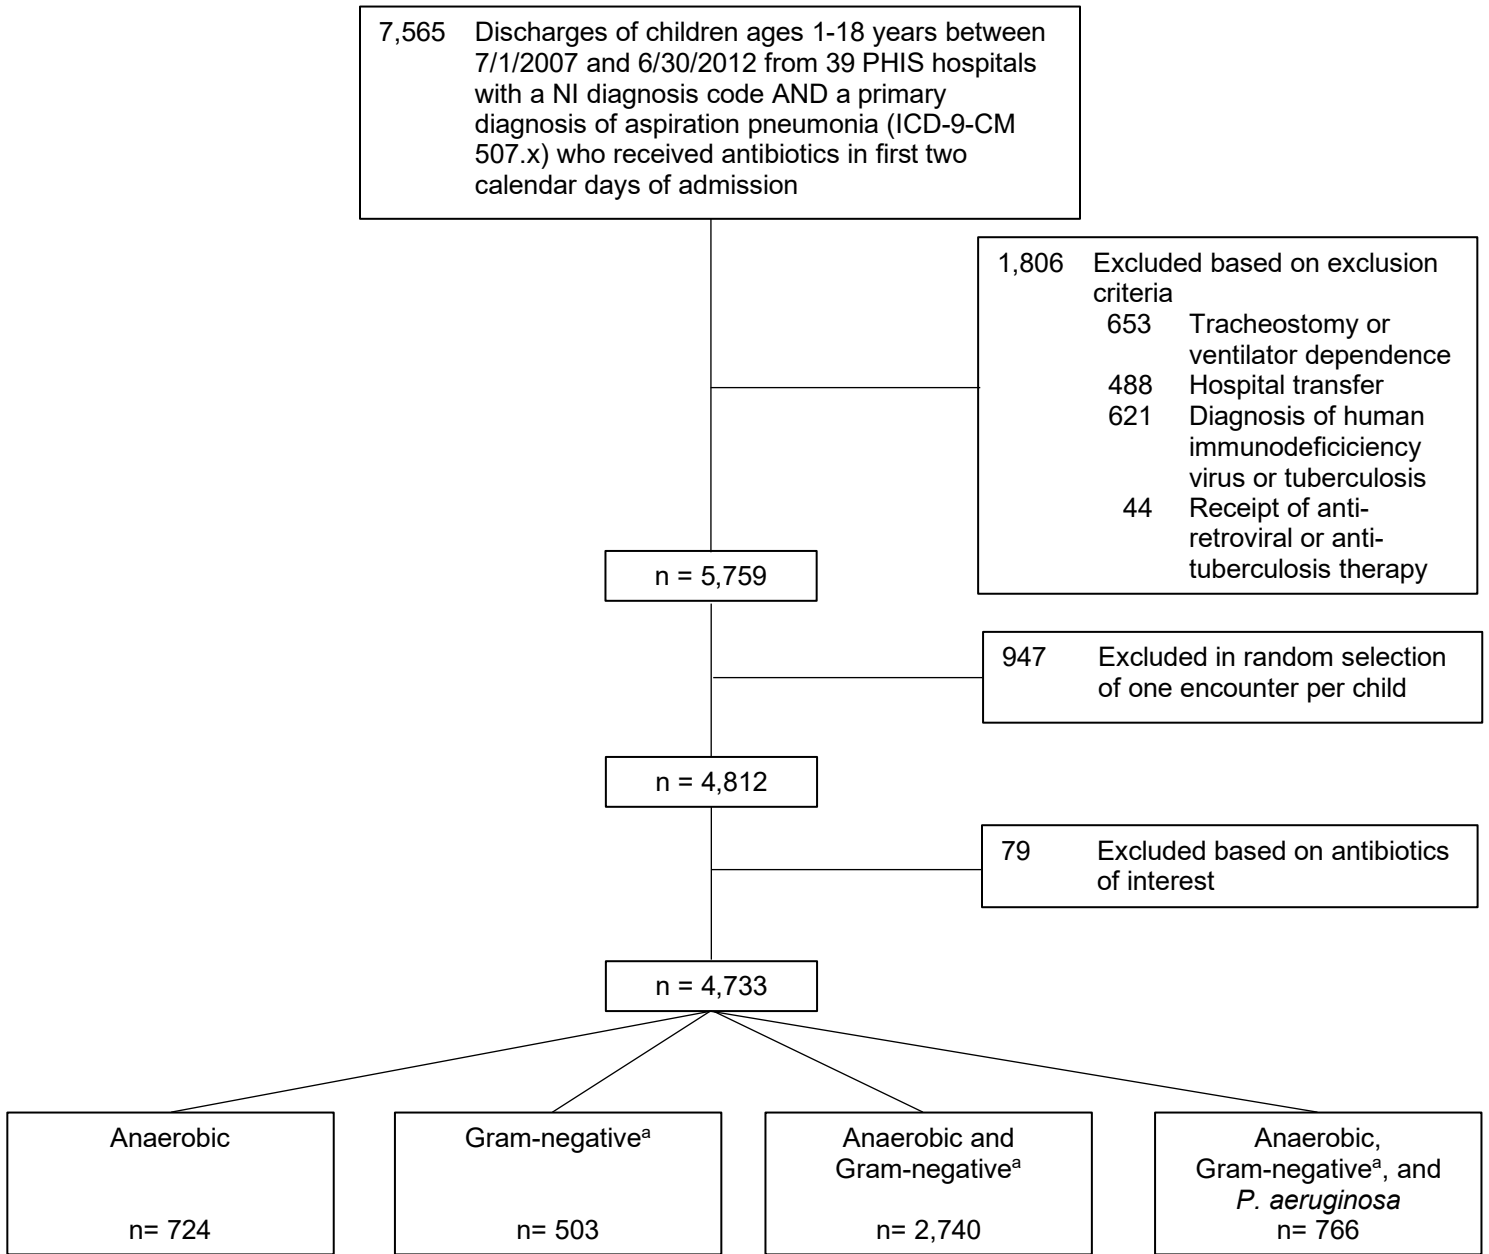 7,565 Discharges of children ages 1-18 years between
7/1/2007 and 6/30/2012 from 39 PHIS hospitals
with a NI diagnosis code AND a primary
diagnosis of aspiration pneumonia (ICD-9-CM
507.x) who received antibiotics in first two
calendar days of admission
1,806 Excluded based on exclusion
criteria
653 Tracheostomy or
ventilator dependence
488 Hospital transfer
621 Diagnosis of human
immunodeficiciency
virus or tuberculosis
44 Receipt of anti-
retroviral or anti-
tuberculosis therapy
n = 5,759
947 Excluded in random selection
of one encounter per child
n = 4,812
79 Excluded based on antibiotics
of interest
n = 4,733
Anaerobic
n= 724
Gram-negativeᵃ
n= 503
Anaerobic and
Gram-negativeᵃ
n= 2,740
Anaerobic,
Gram-negativeᵃ, and
P. aeruginosa
n= 766